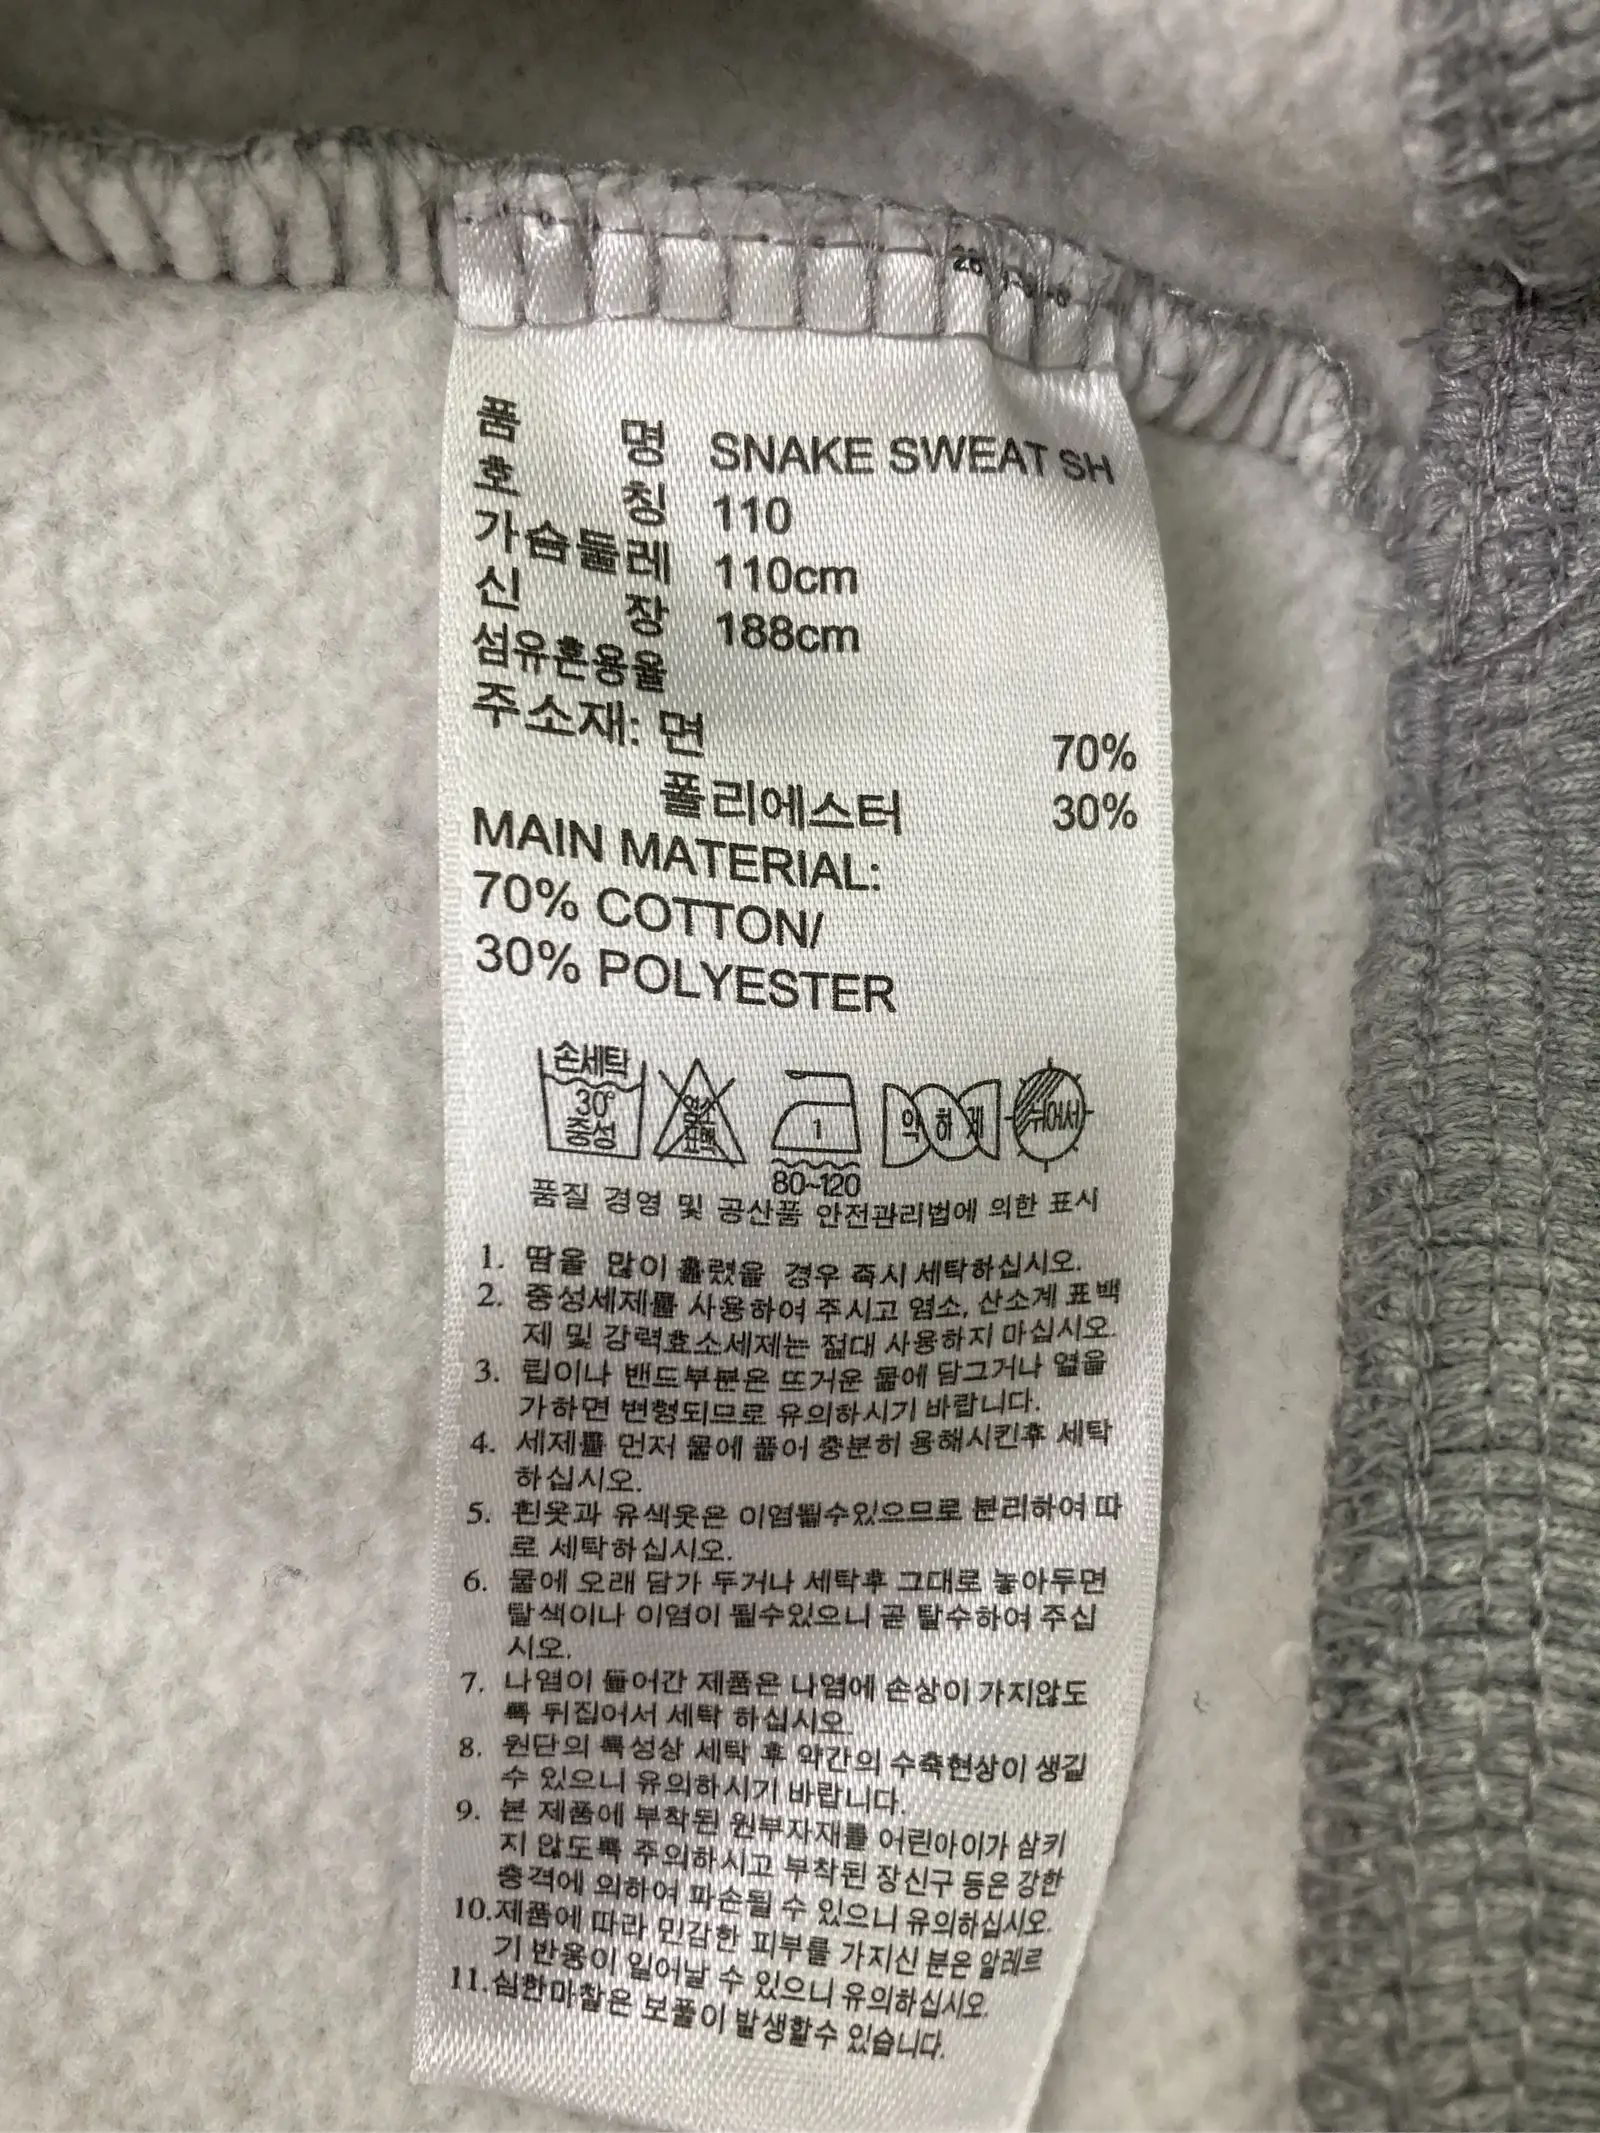 품 명 SNAKE SWEAT SH
호 칭 110
가슴둘레 110cm
신 장 188cm
섬유혼용율
주소재: 면 70%
폴리에스터 30%
MAIN MATERIAL:
70% COTTON/
30% POLYESTER
손세탁
30°
중성
염소
표백
1
80~120
약하게
뉘어서
품질 경영 및 공산품 안전관리법에 의한 표시
1. 땀을 많이 흘렸을 경우 즉시 세탁하십시오.
2. 중성세제를 사용하여 주시고 염소, 산소계 표백
제 및 강력효소세제는 절대 사용하지 마십시오.
3. 립이나 밴드부분은 뜨거운 물에 담그거나 열을
가하면 변형되므로 유의하시기 바랍니다.
4. 세제를 먼저 물에 풀어 충분히 용해시킨후 세탁
하십시오.
5. 흰옷과 유색옷은 이염될수있으므로 분리하여 따
로 세탁하십시오.
6. 물에 오래 담가 두거나 세탁후 그대로 놓아두면
탈색이나 이염이 될수있으니 곧 탈수하여 주십
시오.
7. 나염이 들어간 제품은 나염에 손상이 가지않도
록 뒤집어서 세탁 하십시오.
8. 원단의 특성상 세탁 후 약간의 수축현상이 생길
수 있으니 유의하시기 바랍니다.
9. 본 제품에 부착된 원부자재를 어린아이가 삼키
지 않도록 주의하시고 부착된 장신구 등은 강한
충격에 의하여 파손될 수 있으니 유의하십시오.
10.제품에 따라 민감한 피부를 가지신 분은 알레르
기 반응이 일어날 수 있으니 유의하십시오.
11.심한마찰은 보풀이 발생할수 있습니다.